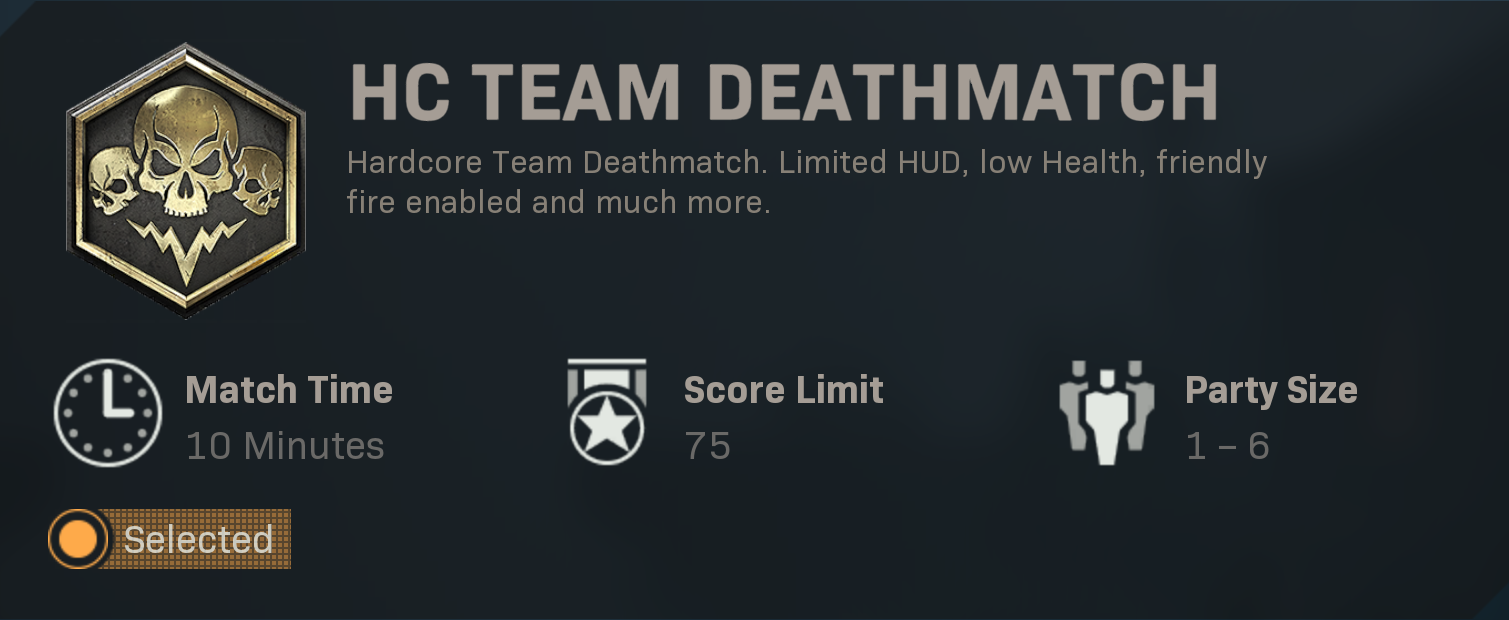 HC TEAM DEATHMATCH
Hardcore Team Deathmatch. Limited HUD, low Health, friendly
fire enabled and much more.
Match Time
10 Minutes
Score Limit
75
Party Size
1 – 6
Selected